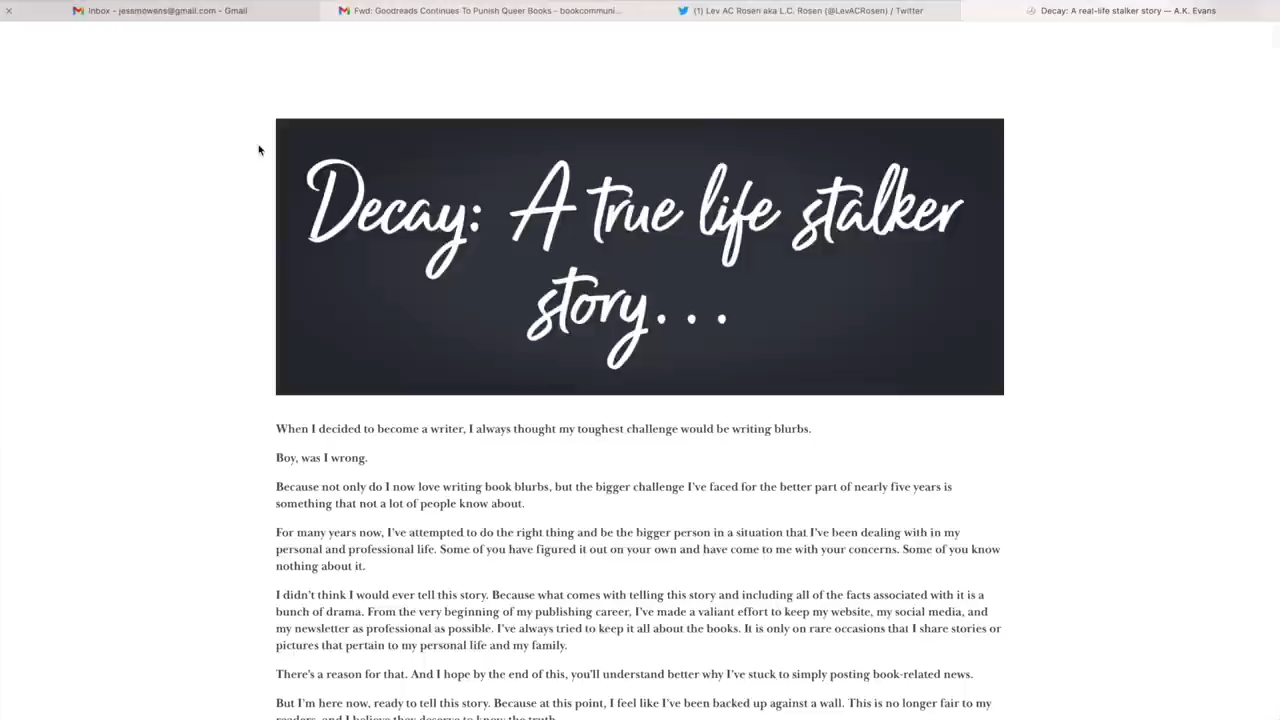 Inbox - jessmowens@gmail.com - Gmail
Fwd: Goodreads Continues To Punish Queer Books - bookcommuni...
(1) Lev AC Rosen aka L.C. Rosen (@LevACRosen) / Twitter
Decay: A real-life stalker story — A.K. Evans
Decay: A true life stalker
story...
When I decided to become a writer, I always thought my toughest challenge would be writing blurbs.
Boy, was I wrong.
Because not only do I now love writing book blurbs, but the bigger challenge I've faced for the better part of nearly five years is
something that not a lot of people know about.
For many years now, I've attempted to do the right thing and be the bigger person in a situation that I've been dealing with in my
personal and professional life. Some of you have figured it out on your own and have come to me with your concerns. Some of you know
nothing about it.
I didn't think I would ever tell this story. Because what comes with telling this story and including all of the facts associated with it is a
bunch of drama. From the very beginning of my publishing career, I've made a valiant effort to keep my website, my social media, and
my newsletter as professional as possible. I've always tried to keep it all about the books. It is only on rare occasions that I share stories or
pictures that pertain to my personal life and my family.
There's a reason for that. And I hope by the end of this, you'll understand better why I've stuck to simply posting book-related news.
But I'm here now, ready to tell this story. Because at this point, I feel like I've been backed up against a wall. This is no longer fair to my
readers, and I believe they deserve to know the truth.